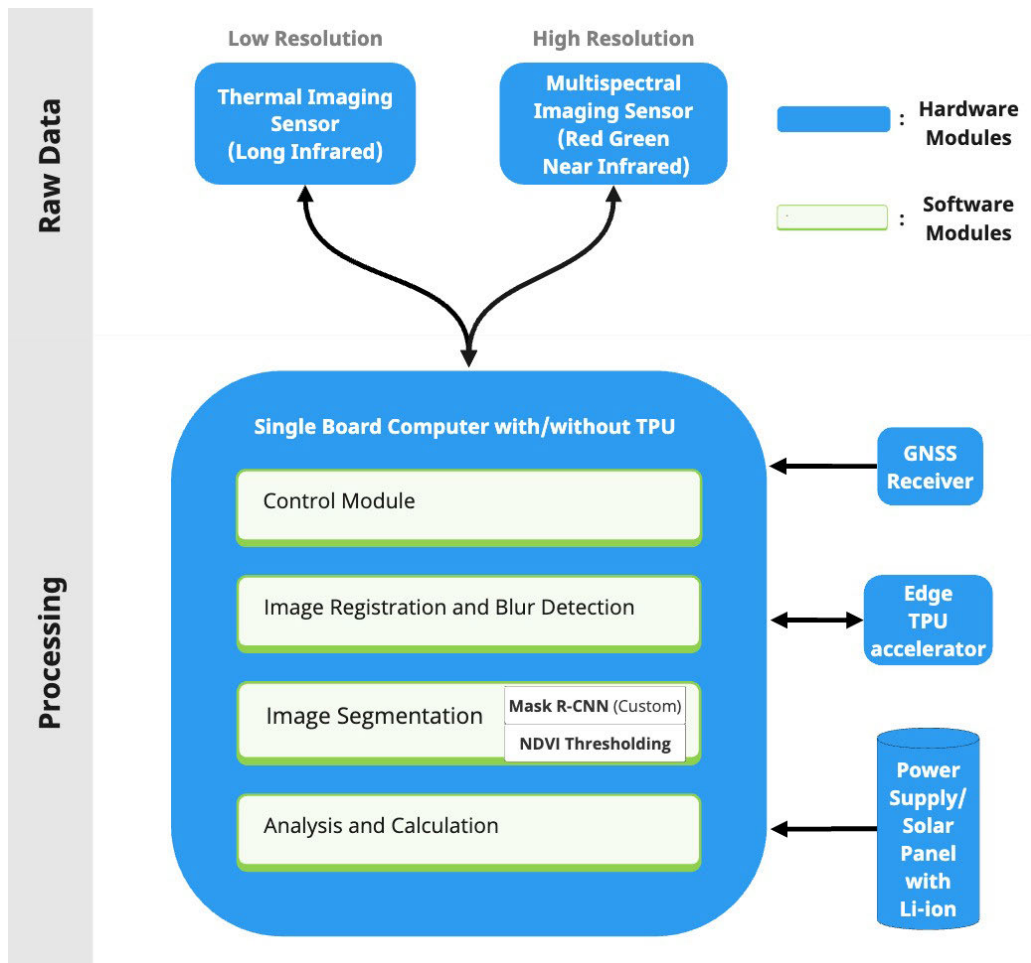 Raw Data
Low Resolution
Thermal Imaging
Sensor
(Long Infrared)
High Resolution
Multispectral
Imaging Sensor
(Red Green
Near Infrared)
: Hardware
Modules
: Software
Modules
Processing
Single Board Computer with/without TPU
Control Module
Image Registration and Blur Detection
Image Segmentation
Mask R-CNN (Custom)
NDVI Thresholding
Analysis and Calculation
GNSS
Receiver
Edge
TPU
accelerator
Power
Supply/
Solar
Panel
with
Li-ion